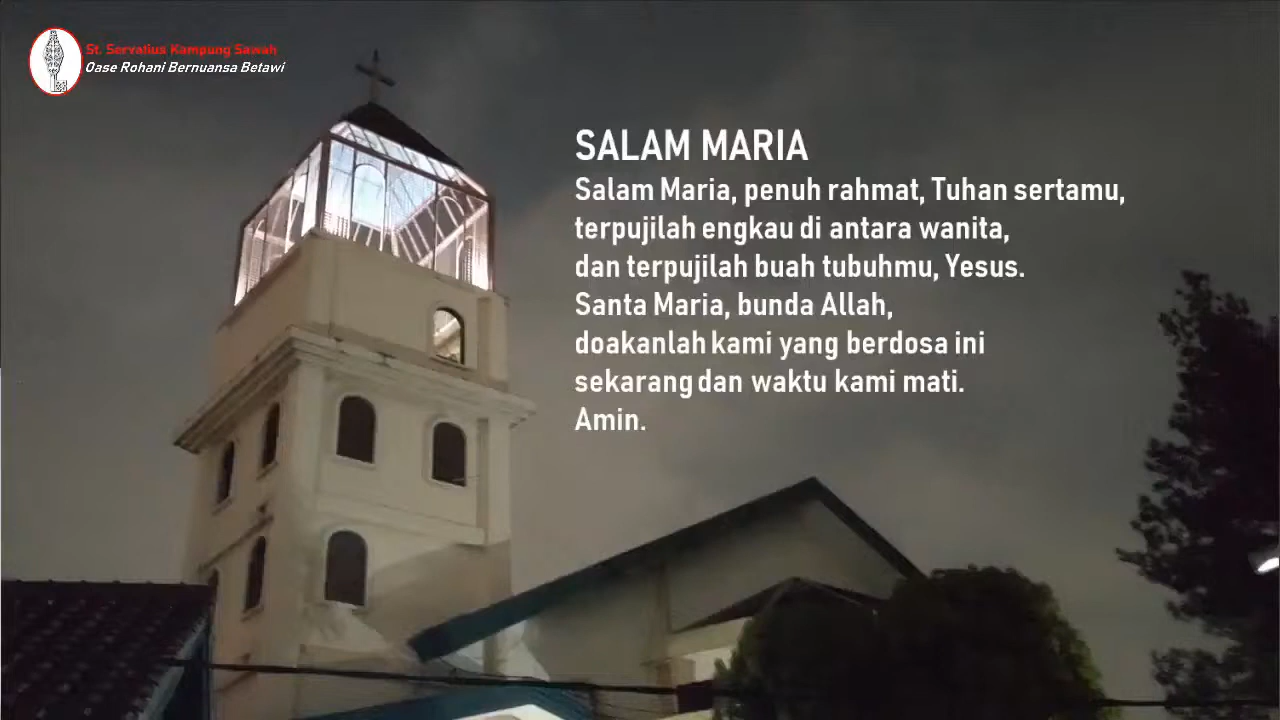 St. Servatius Kampung Sawah
Oase Rohani Bernuansa Betawi
SALAM MARIA
Salam Maria, penuh rahmat, Tuhan sertamu,
terpujilah engkau di antara wanita,
dan terpujilah buah tubuhmu, Yesus.
Santa Maria, bunda Allah,
doakanlah kami yang berdosa ini
sekarang dan waktu kami mati.
Amin.